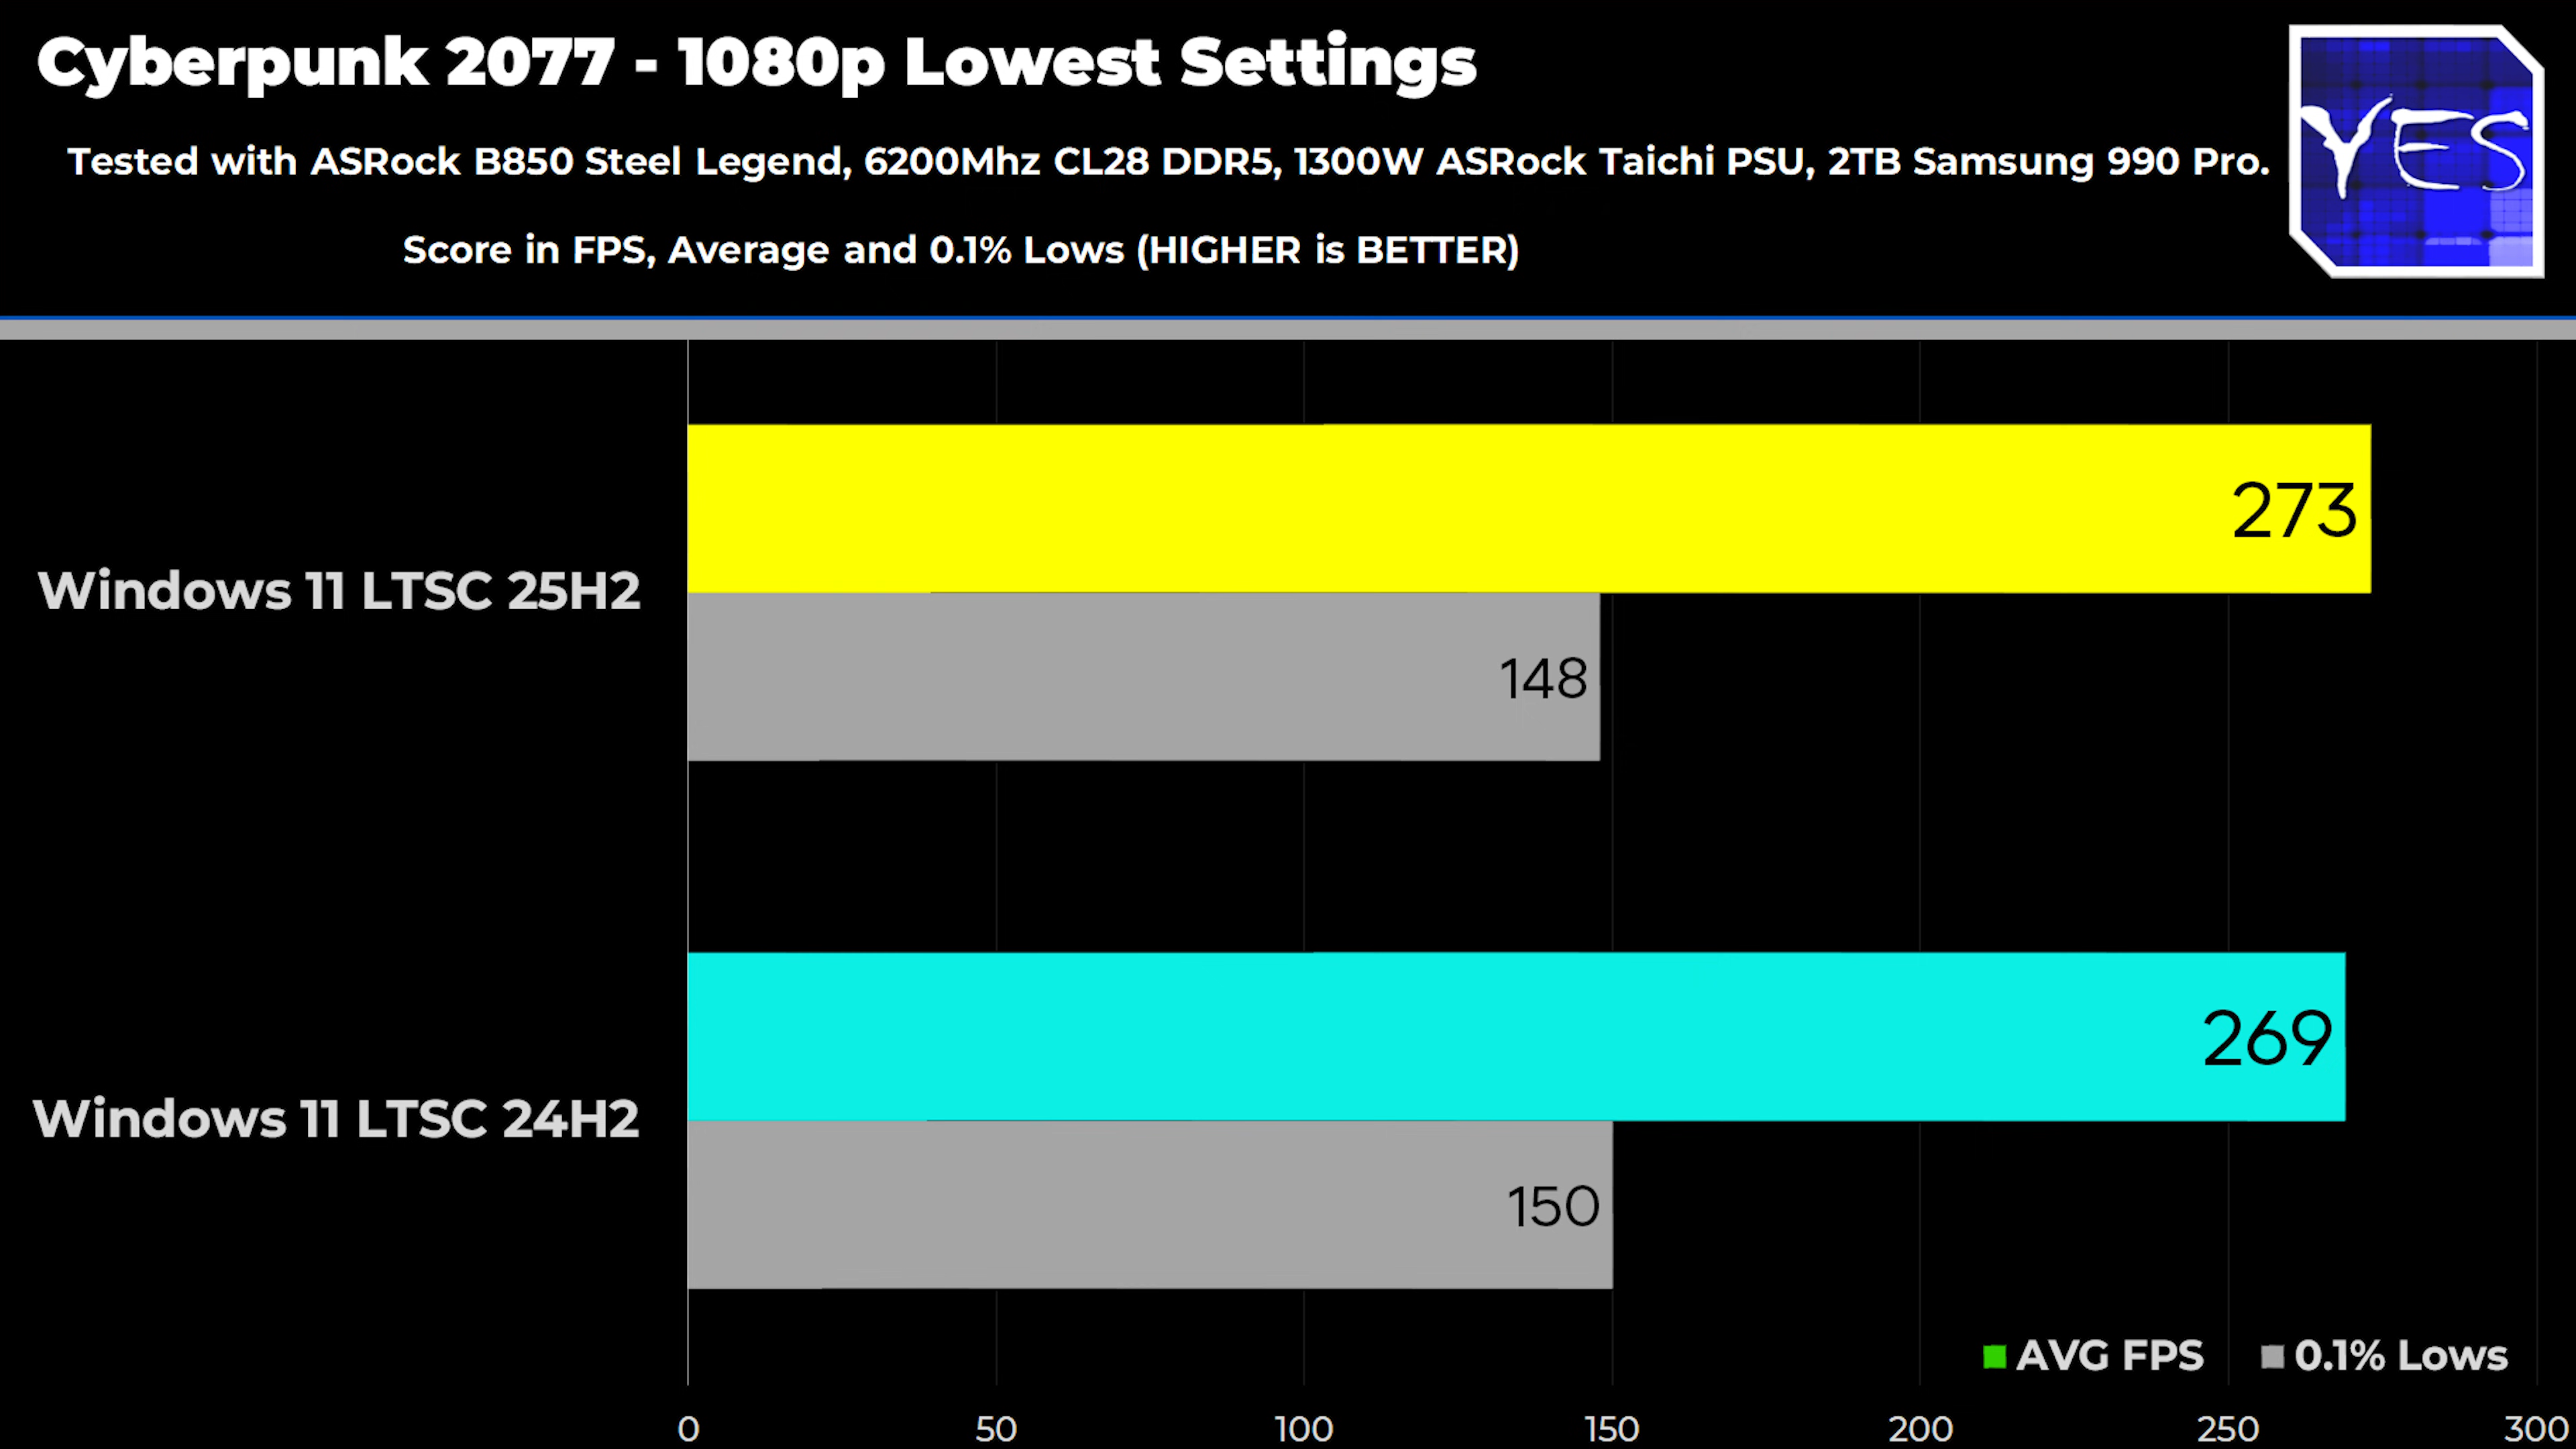 Cyberpunk 2077 - 1080p Lowest Settings
Tested with ASRock B850 Steel Legend, 6200Mhz CL28 DDR5, 1300W ASRock Taichi PSU, 2TB Samsung 990 Pro.
YES
Score in FPS, Average and 0.1% Lows (HIGHER is BETTER)
273
Windows 11 LTSC 25H2
148
269
Windows 11 LTSC 24H2
150
AVG FPS 0.1% Lows
0 50 100 150 200 250 300